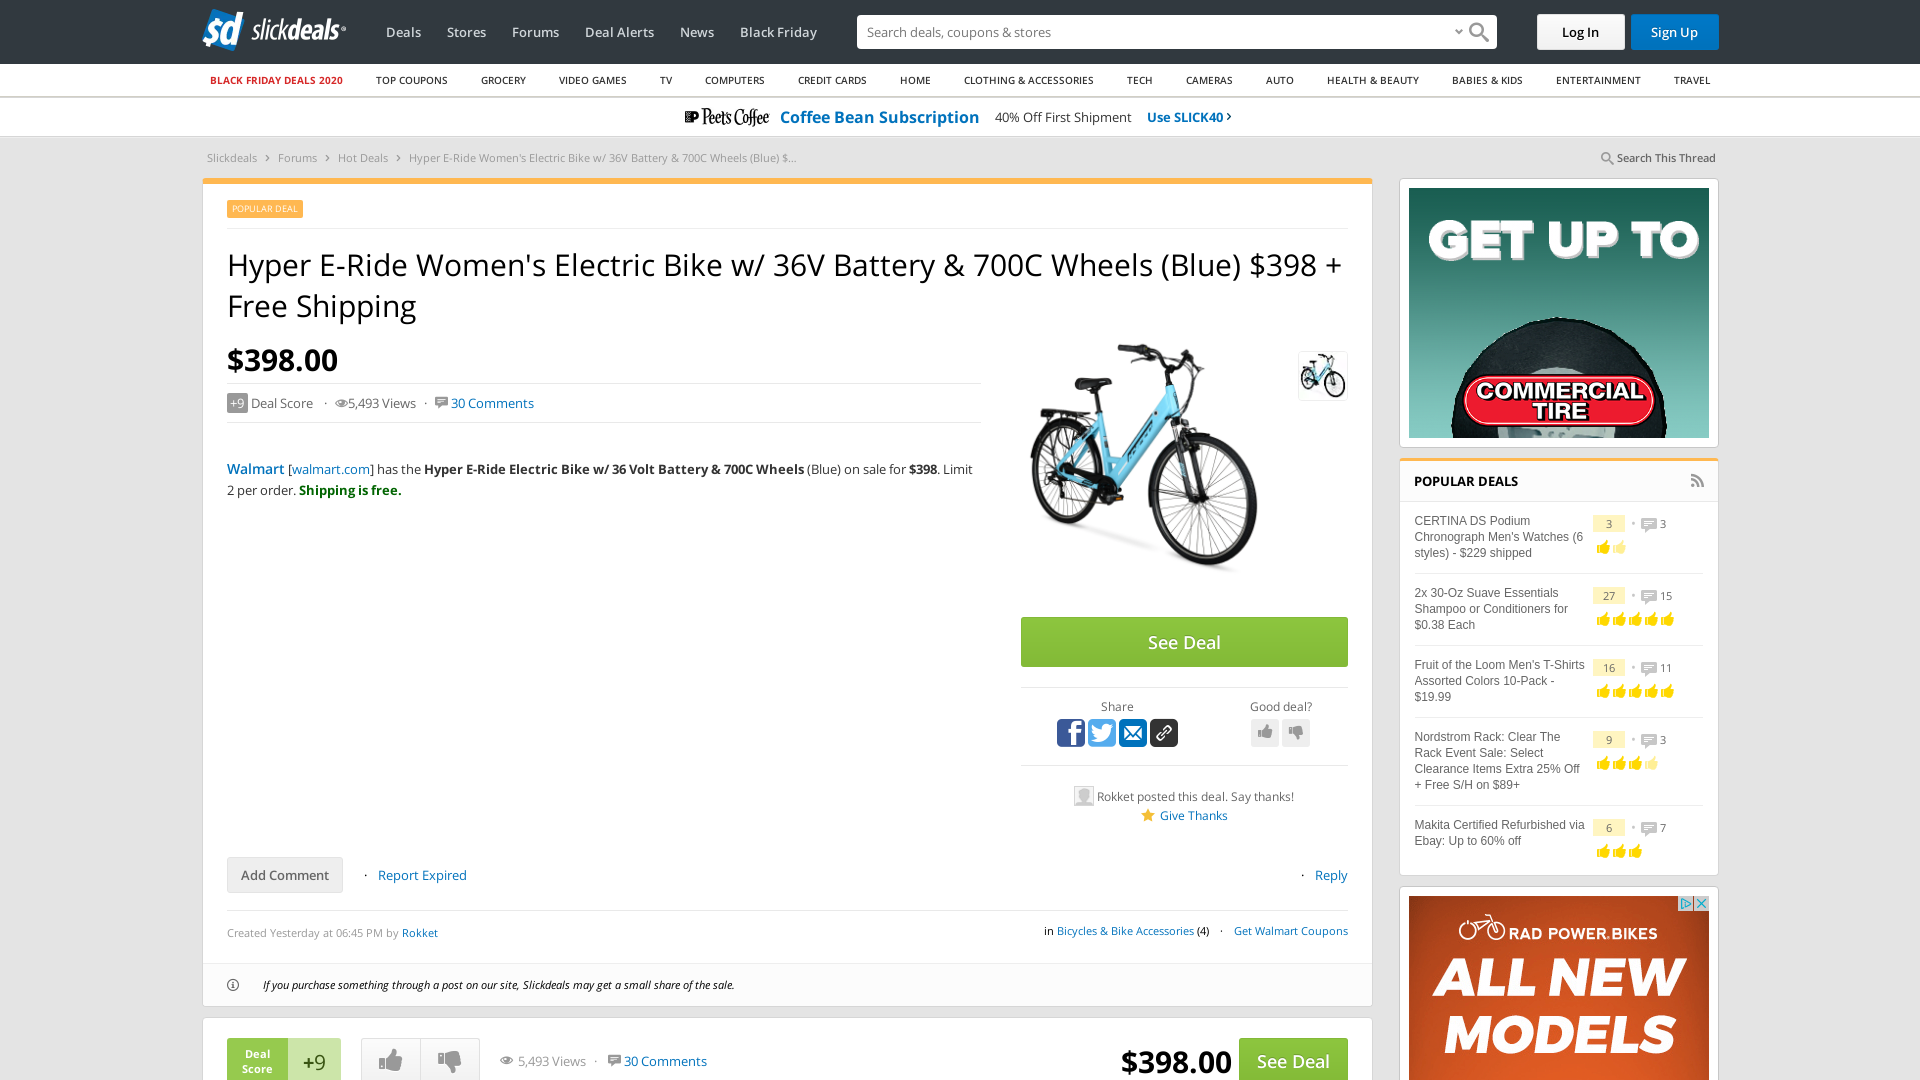 slickdeals
Deals
Stores
Forums
Deal Alerts
News
Black Friday
Search deals, coupons & stores
Log In
Sign Up
BLACK FRIDAY DEALS 2020
TOP COUPONS
GROCERY
VIDEO GAMES
TV
COMPUTERS
CREDIT CARDS
HOME
CLOTHING & ACCESSORIES
TECH
CAMERAS
AUTO
HEALTH & BEAUTY
BABIES & KIDS
ENTERTAINMENT
TRAVEL
Peet's Coffee Coffee Bean Subscription 40% Off First Shipment Use SLICK40 ›
Slickdeals › Forums › Hot Deals › Hyper E-Ride Women's Electric Bike w/ 36V Battery & 700C Wheels (Blue) $...
Search This Thread
POPULAR DEAL
Hyper E-Ride Women's Electric Bike w/ 36V Battery & 700C Wheels (Blue) $398 +
Free Shipping
$398.00
+9 Deal Score · 5,493 Views · 30 Comments
Walmart [walmart.com] has the Hyper E-Ride Electric Bike w/ 36 Volt Battery & 700C Wheels (Blue) on sale for $398. Limit
2 per order. Shipping is free.
See Deal
Share
Good deal?
Rokket posted this deal. Say thanks!
Give Thanks
Add Comment · Report Expired
· Reply
Created Yesterday at 06:45 PM by Rokket
in Bicycles & Bike Accessories (4) · Get Walmart Coupons
If you purchase something through a post on our site, Slickdeals may get a small share of the sale.
Deal
Score
+9
5,493 Views · 30 Comments
$398.00
See Deal
GET UP TO
COMMERCIAL
TIRE
POPULAR DEALS
CERTINA DS Podium
Chronograph Men's Watches (6
styles) - $229 shipped
3 · 3
2x 30-Oz Suave Essentials
Shampoo or Conditioners for
$0.38 Each
27 · 15
Fruit of the Loom Men's T-Shirts
Assorted Colors 10-Pack -
$19.99
16 · 11
Nordstrom Rack: Clear The
Rack Event Sale: Select
Clearance Items Extra 25% Off
+ Free S/H on $89+
9 · 3
Makita Certified Refurbished via
Ebay: Up to 60% off
6 · 7
RAD POWER BIKES
ALL NEW
MODELS